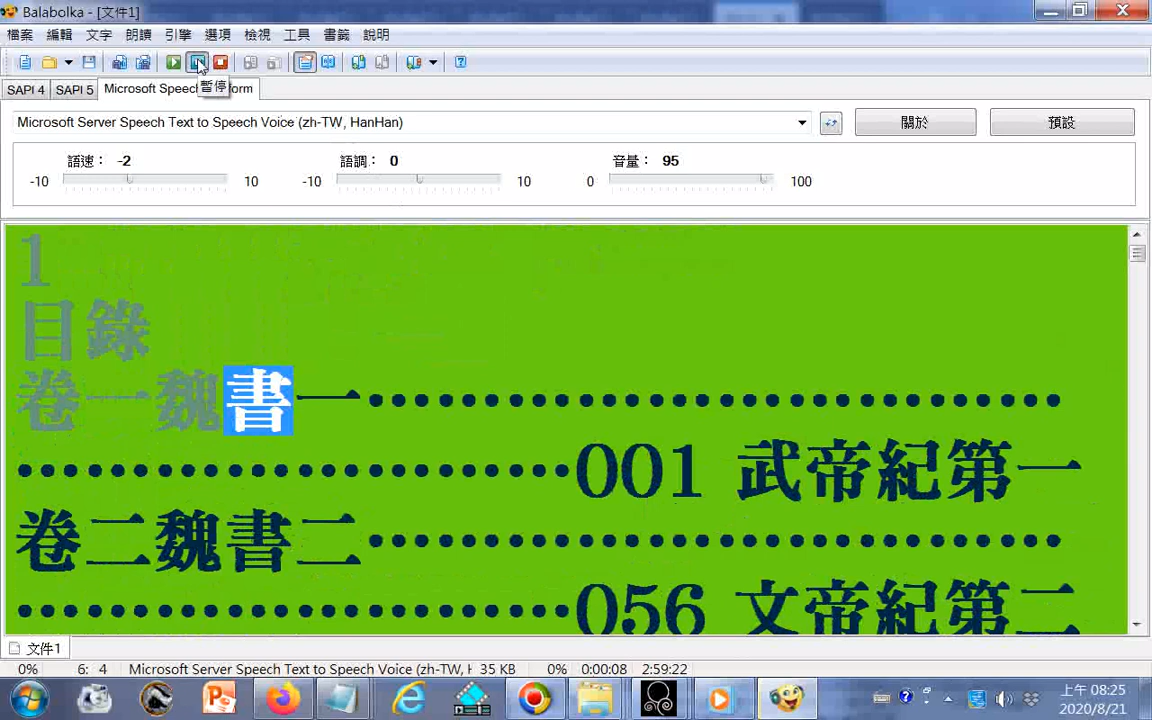 Balabolka - [文件1]
檔案 編輯 文字 朗讀 引擎 選項 檢視 工具 書籤 說明
暫停
SAPI 4 SAPI 5 Microsoft Speec form
Microsoft Server Speech Text to Speech Voice (zh-TW, HanHan) 關於 預設
語速： -2 語調： 0 音量： 95
-10 10 -10 10 0 100
1
目錄
卷一魏書一••••••••••••••••••••••••••••
••••••••••••••••••••••001 武帝紀第一
卷二魏書二••••••••••••••••••••••••••••
••••••••••••••••••••••056 文帝紀第二
文件1
0% 6: 4 Microsoft Server Speech Text to Speech Voice (zh-TW, H 35 KB 0% 0:00:08 2:59:22
上午 08:25
2020/8/21